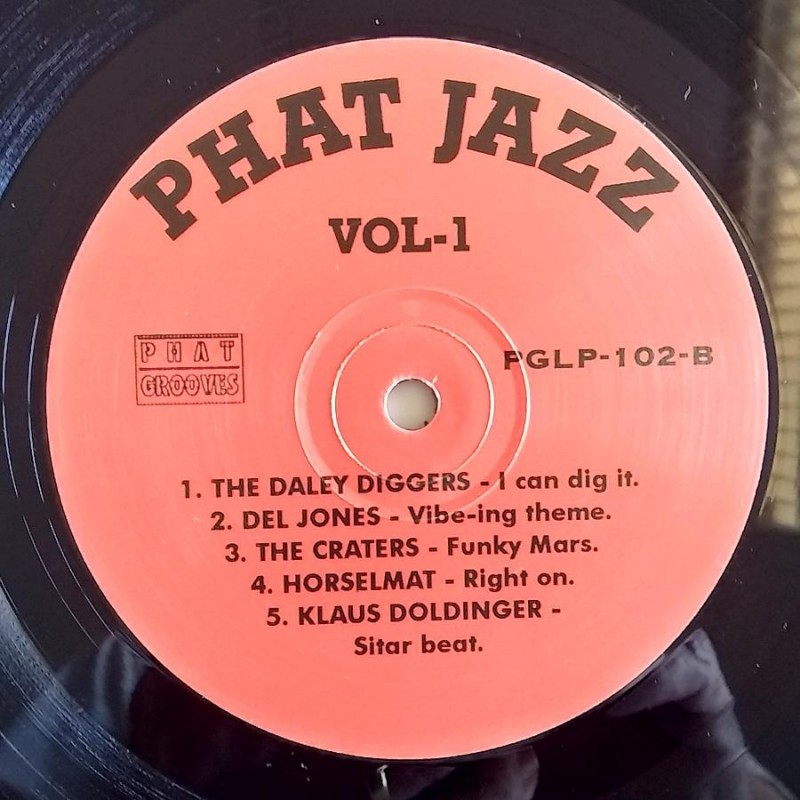 PHAT JAZZ
VOL-1
PHAT
GROOVES
PGLP-102-B
1. THE DALEY DIGGERS - I can dig it.
2. DEL JONES - Vibe-ing theme.
3. THE CRATERS - Funky Mars.
4. HORSELMAT - Right on.
5. KLAUS DOLDINGER -
Sitar beat.